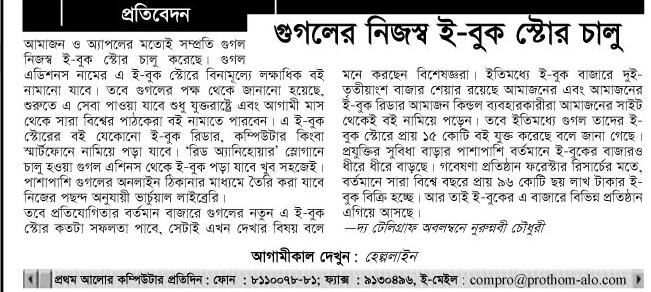 প্রতিবেদন
গুগলের নিজস্ব ই-বুক স্টোর চালু
আমাজন ও অ্যাপলের মতোই সম্প্রতি গুগল
নিজস্ব ই-বুক স্টোর চালু করেছে। গুগল
এডিশনস নামের এ ই-বুক স্টোরে বিনামূল্যে লক্ষাধিক বই
নামানো যাবে। তবে গুগলের পক্ষ থেকে জানানো হয়েছে,
শুরুতে এ সেবা পাওয়া যাবে শুধু যুক্তরাষ্ট্রে এবং আগামী মাস
থেকে সারা বিশ্বের পাঠকেরা বই নামাতে পারবেন। এ ই-বুক
স্টোরের বই যেকোনো ই-বুক রিডার, কম্পিউটার কিংবা
স্মার্টফোনে নামিয়ে পড়া যাবে। ‘রিড অ্যানিহোয়ার’ স্লোগানে
চালু হওয়া গুগল এশিনস থেকে ই-বুক পড়া যাবে খুব সহজেই।
পাশাপাশি গুগলের অনলাইন ঠিকানার মাধ্যমে তৈরি করা যাবে
নিজের পছন্দ অনুযায়ী ভার্চুয়াল লাইব্রেরি।
তবে প্রতিযোগিতার বর্তমান বাজারে গুগলের নতুন এ ই-বুক
স্টোর কতটা সফলতা পাবে, সেটাই এখন দেখার বিষয় বলে
মনে করছেন বিশেষজ্ঞরা। ইতিমধ্যে ই-বুক বাজারে দুই-
তৃতীয়াংশ বাজার শেয়ার রয়েছে আমাজনের এবং আমাজনের
ই-বুক রিডার আমাজন কিন্ডল ব্যবহারকারীরা আমাজনের সাইট
থেকেই বই নামিয়ে পড়েন। তবে ইতিমধ্যে গুগল তাদের ই-
বুক স্টোরে প্রায় ১৫ কোটি বই যুক্ত করেছে বলে জানা গেছে।
প্রযুক্তির সুবিধা বাড়ার পাশাপাশি বর্তমানে ই-বুকের বাজারও
ধীরে ধীরে বাড়ছে। গবেষণা প্রতিষ্ঠান ফরেস্টার রিসার্চের মতে,
বর্তমানে সারা বিশ্বে বছরে প্রায় ৯৬ কোটি ছয় লাখ টাকার ই-
বুক বিক্রি হচ্ছে। আর তাই ই-বুকের এ বাজারে বিভিন্ন প্রতিষ্ঠান
এগিয়ে আসছে।
—দ্য টেলিগ্রাফ অবলম্বনে নুরুন্নবী চৌধুরী
আগামীকাল দেখুন : হেল্পলাইন
প্রথম আলোর কম্পিউটার প্রতিদিন : ফোন : ৮১১০০৭৮-৮১; ফ্যাক্স : ৯১৩০৪৯৬, ই-মেইল : compro@prothom-alo.com